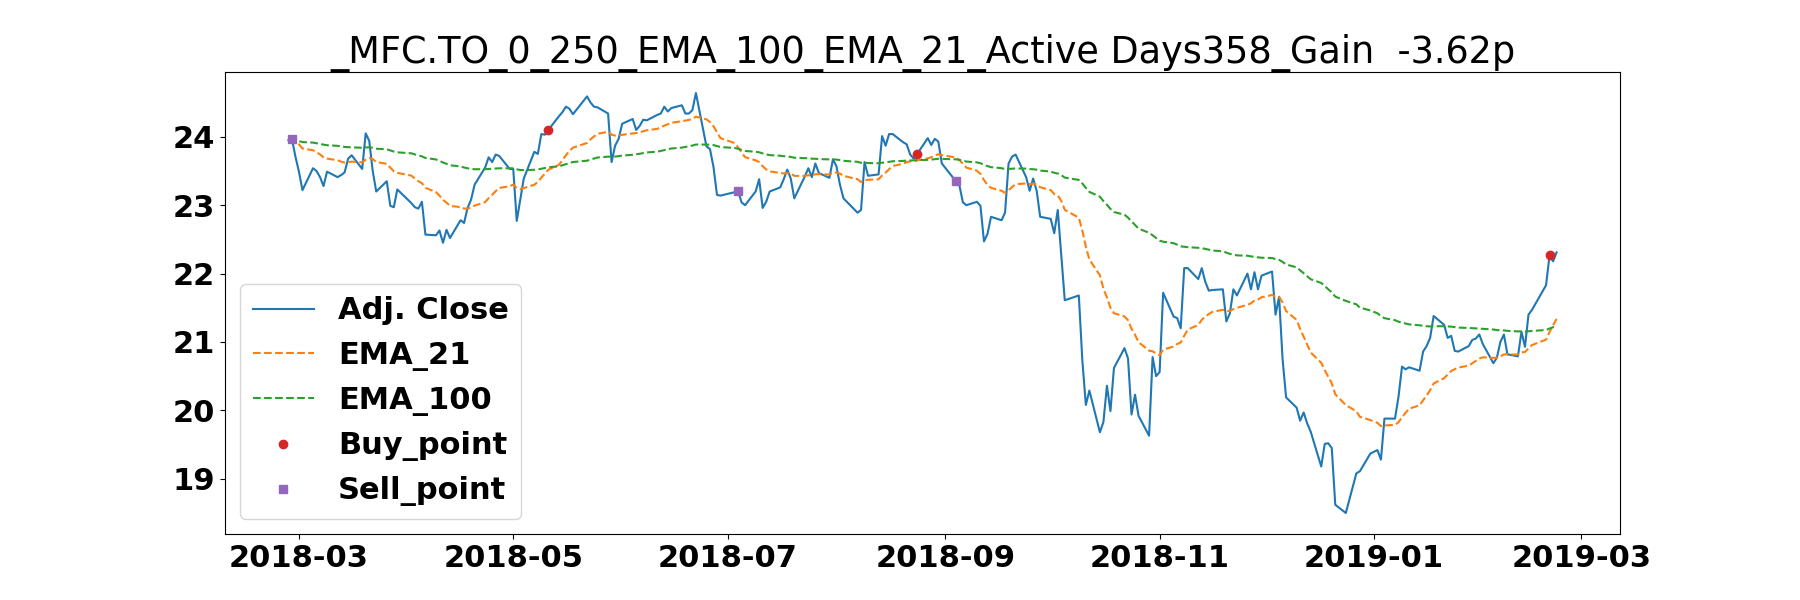 _MFC.TO_0_250_EMA_100_EMA_21_Active Days358_Gain  -3.62p
24
23
22
21
20
19
Adj. Close
EMA_21
EMA_100
Buy_point
Sell_point
2018-03 2018-05 2018-07 2018-09 2018-11 2019-01 2019-03